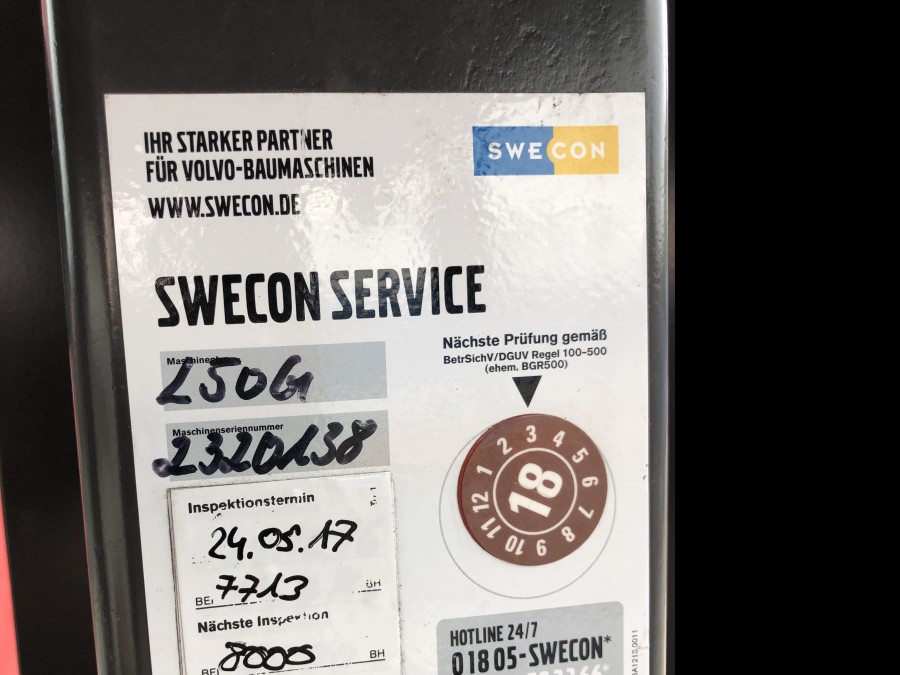 IHR STARKER PARTNER
FÜR VOLVO-BAUMASCHINEN
WWW.SWECON.DE
SWECON
SWECON SERVICE
Nächste Prüfung gemäß
BetrSichV/DGUV Regel 100-500
(ehem. BGR500)
L50G
Maschinenseriennummer
2320138
1 2 3 4 5 6 7 8 9 10 11 12
18
Inspektionstermin
24.05.17
BEI 7713 BH
Nächste Inspektion
BEI 8000 BH
HOTLINE 24/7
01805-SWECON*